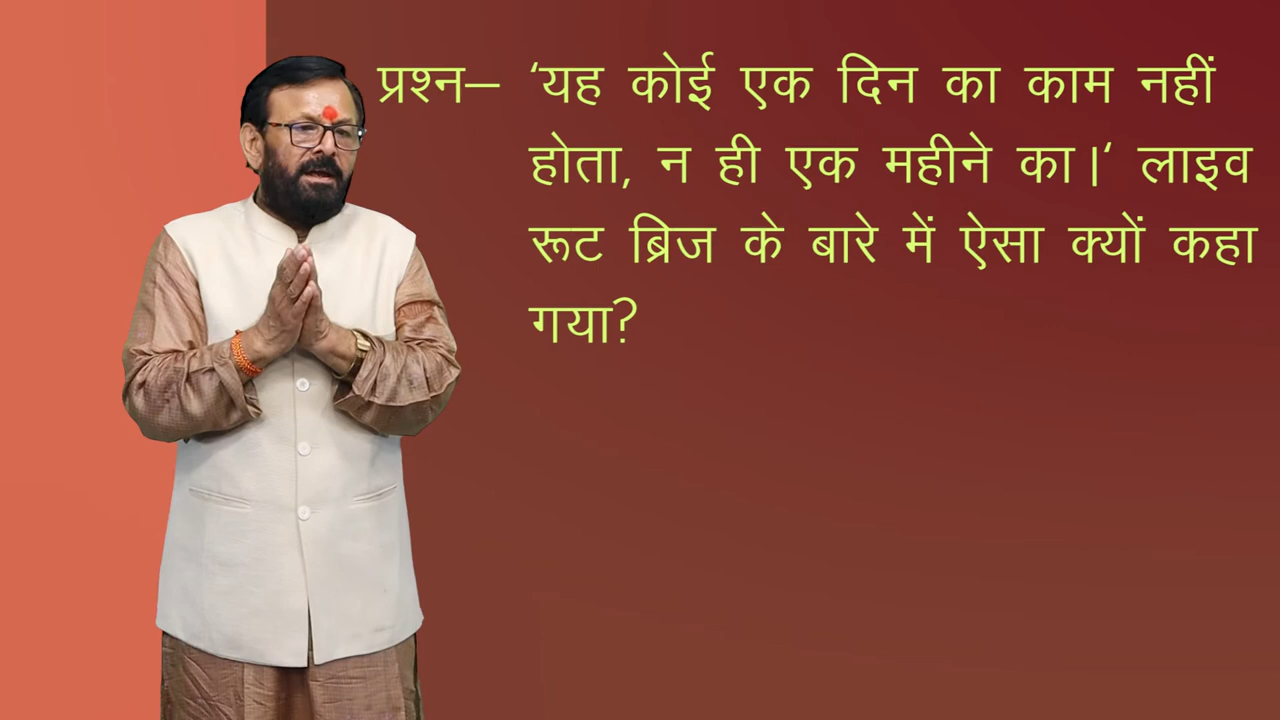 प्रश्न– ‘यह कोई एक दिन का काम नहीं
होता, न ही एक महीने का।‘ लाइव
रूट ब्रिज के बारे में ऐसा क्यों कहा
गया?